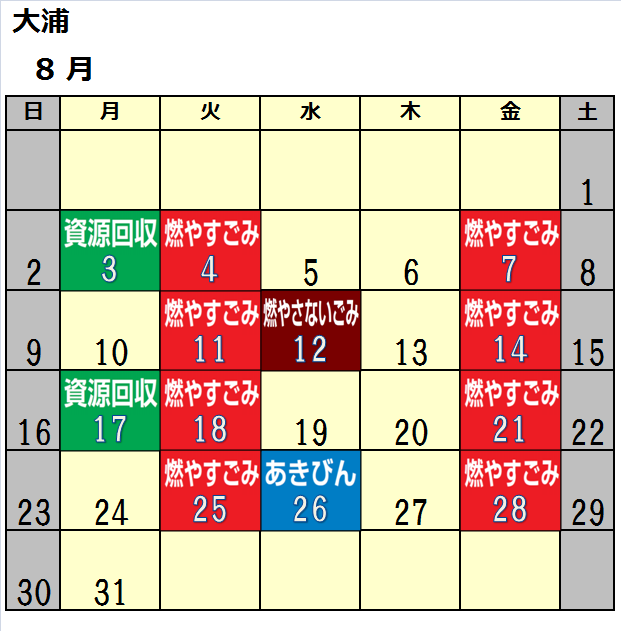 大浦
8 月
日 月 火 水 木 金 土
1
資源回収 燃やすごみ 燃やすごみ
2 3 4 5 6 7 8
燃やすごみ 燃やさないごみ 燃やすごみ
9 10 11 12 13 14 15
資源回収 燃やすごみ 燃やすごみ
16 17 18 19 20 21 22
燃やすごみ あきびん 燃やすごみ
23 24 25 26 27 28 29
30 31